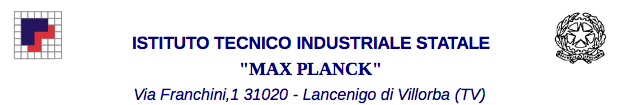 ISTITUTO TECNICO INDUSTRIALE STATALE
"MAX PLANCK"
Via Franchini,1 31020 - Lancenigo di Villorba (TV)